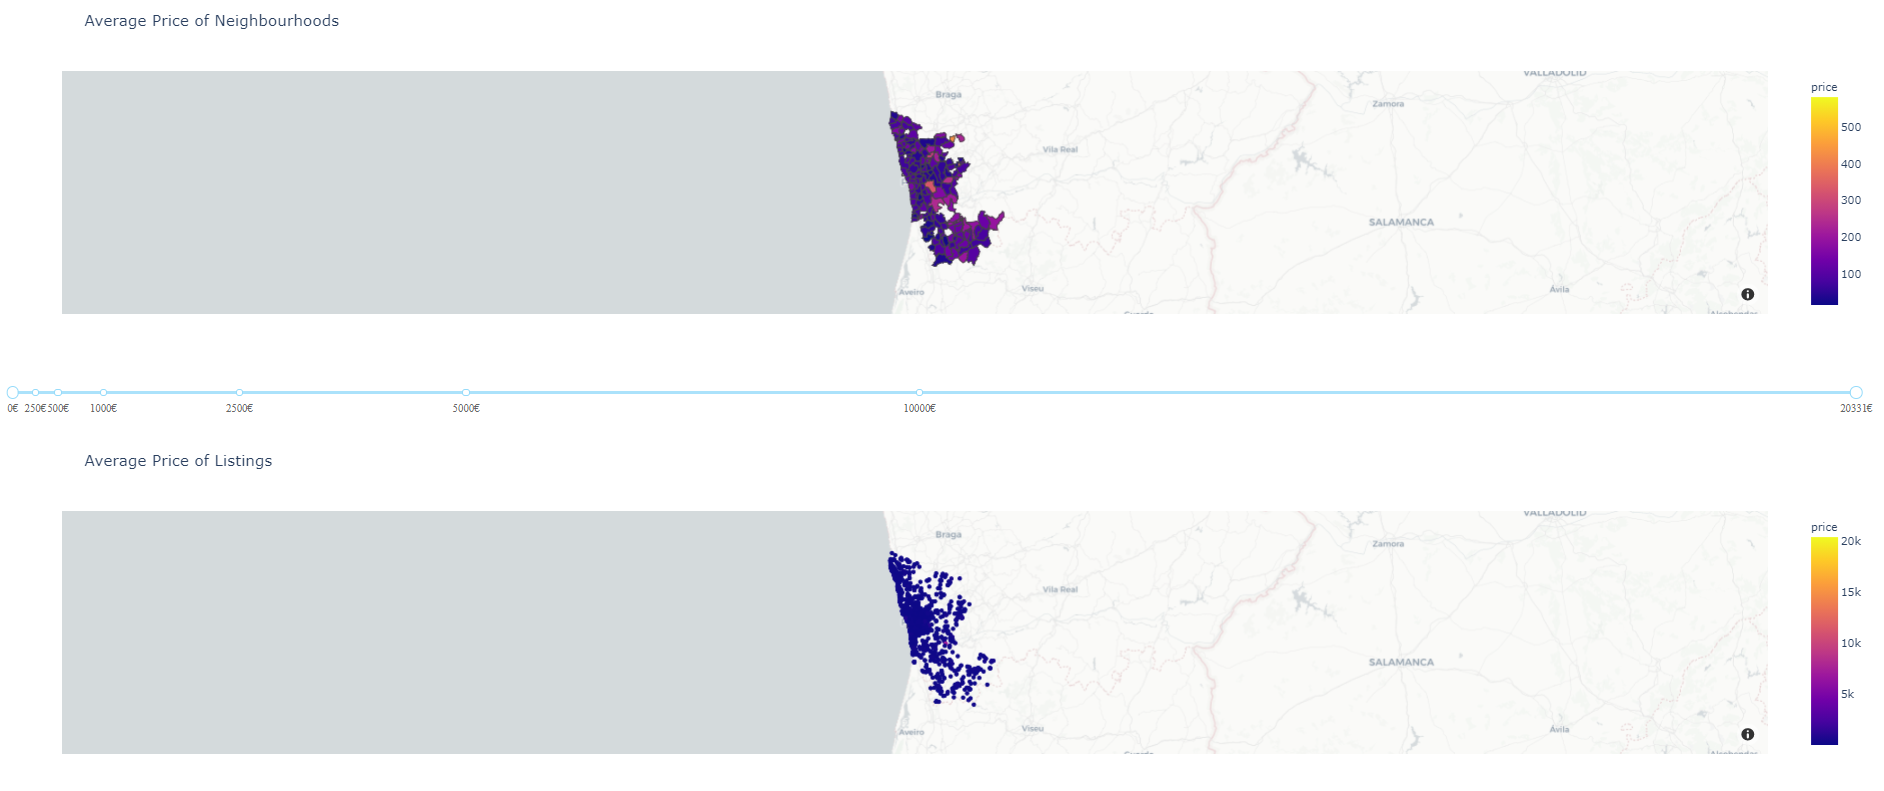 Average Price of Neighbourhoods
VALLADOLID
Braga
Zamora
Vila Real
SALAMANCA
Aveiro
Viseu
Ávila
price
500
400
300
200
100
0€ 250€ 500€ 1000€ 2500€ 5000€ 10000€ 20331€
Average Price of Listings
VALLADOLID
Braga
Zamora
Vila Real
SALAMANCA
Aveiro
Viseu
Ávila
price
20k
15k
10k
5k